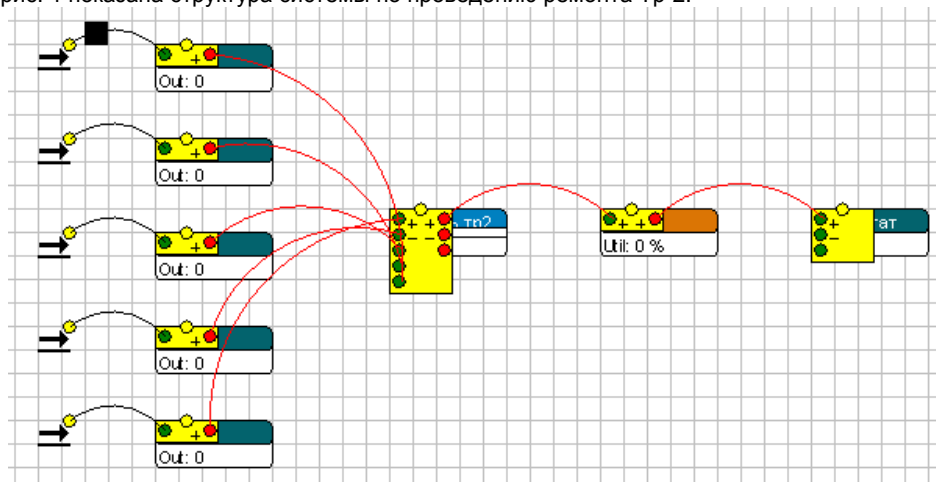 рис. 4 показана структура системы по проведению ремонта Тр-2.
Out: 0
Out: 0
тр2
тат
Out: 0
Util: 0 %
Out: 0
Out: 0